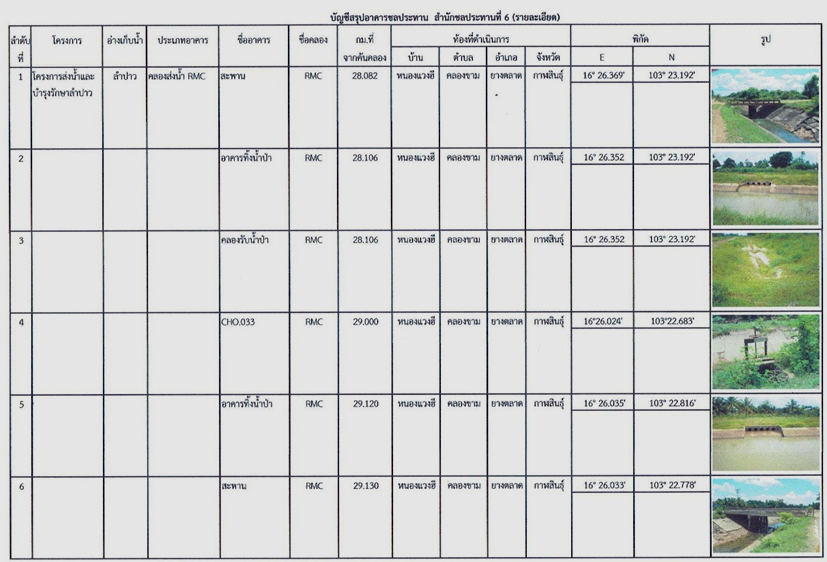 บัญชีสรุปอาคารชลประทาน สำนักชลประทานที่ 6 (รายละเอียด)
ลำดับที่ โครงการ อ่างเก็บน้ำ ประเภทอาคาร ชื่ออาคาร ชื่อคลอง กม.ที่ ท้องที่ดำเนินการ พิกัด รูป
จากต้นคลอง บ้าน ตำบล อำเภอ จังหวัด E N
1 โครงการส่งน้ำและ ลำปาว คลองส่งน้ำ RMC สะพาน RMC 28.082 หนองแวงฮี คลองขาม ยางตลาด กาฬสินธุ์ 16° 26.369' 103° 23.192'
บำรุงรักษาลำปาว
2 อาคารทิ้งน้ำป่า RMC 28.106 หนองแวงฮี คลองขาม ยางตลาด กาฬสินธุ์ 16° 26.352 103° 23.192'
3 คลองรับน้ำป่า RMC 28.106 หนองแวงฮี คลองขาม ยางตลาด กาฬสินธุ์ 16° 26.352 103° 23.192'
4 CHO.033 RMC 29.000 หนองแวงฮี คลองขาม ยางตลาด กาฬสินธุ์ 16°26.024' 103°22.683'
5 อาคารทิ้งน้ำป่า RMC 29.120 หนองแวงฮี คลองขาม ยางตลาด กาฬสินธุ์ 16° 26.035' 103° 22.816'
6 สะพาน RMC 29.130 หนองแวงฮี คลองขาม ยางตลาด กาฬสินธุ์ 16° 26.033' 103° 22.778'